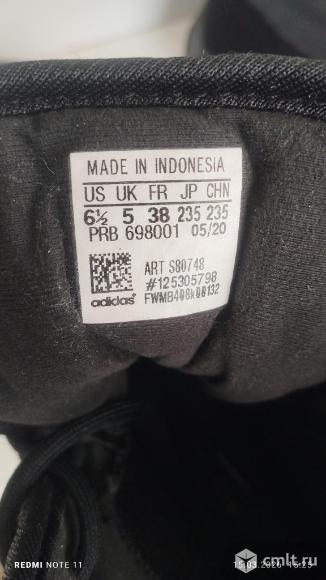 MADE IN INDONESIA
US UK FR JP CHN
6½ 5 38 235 235
PRB 698001 05/20
ART S80748
#125305798
adidas
REDMI NOTE 11
cmlt.ru